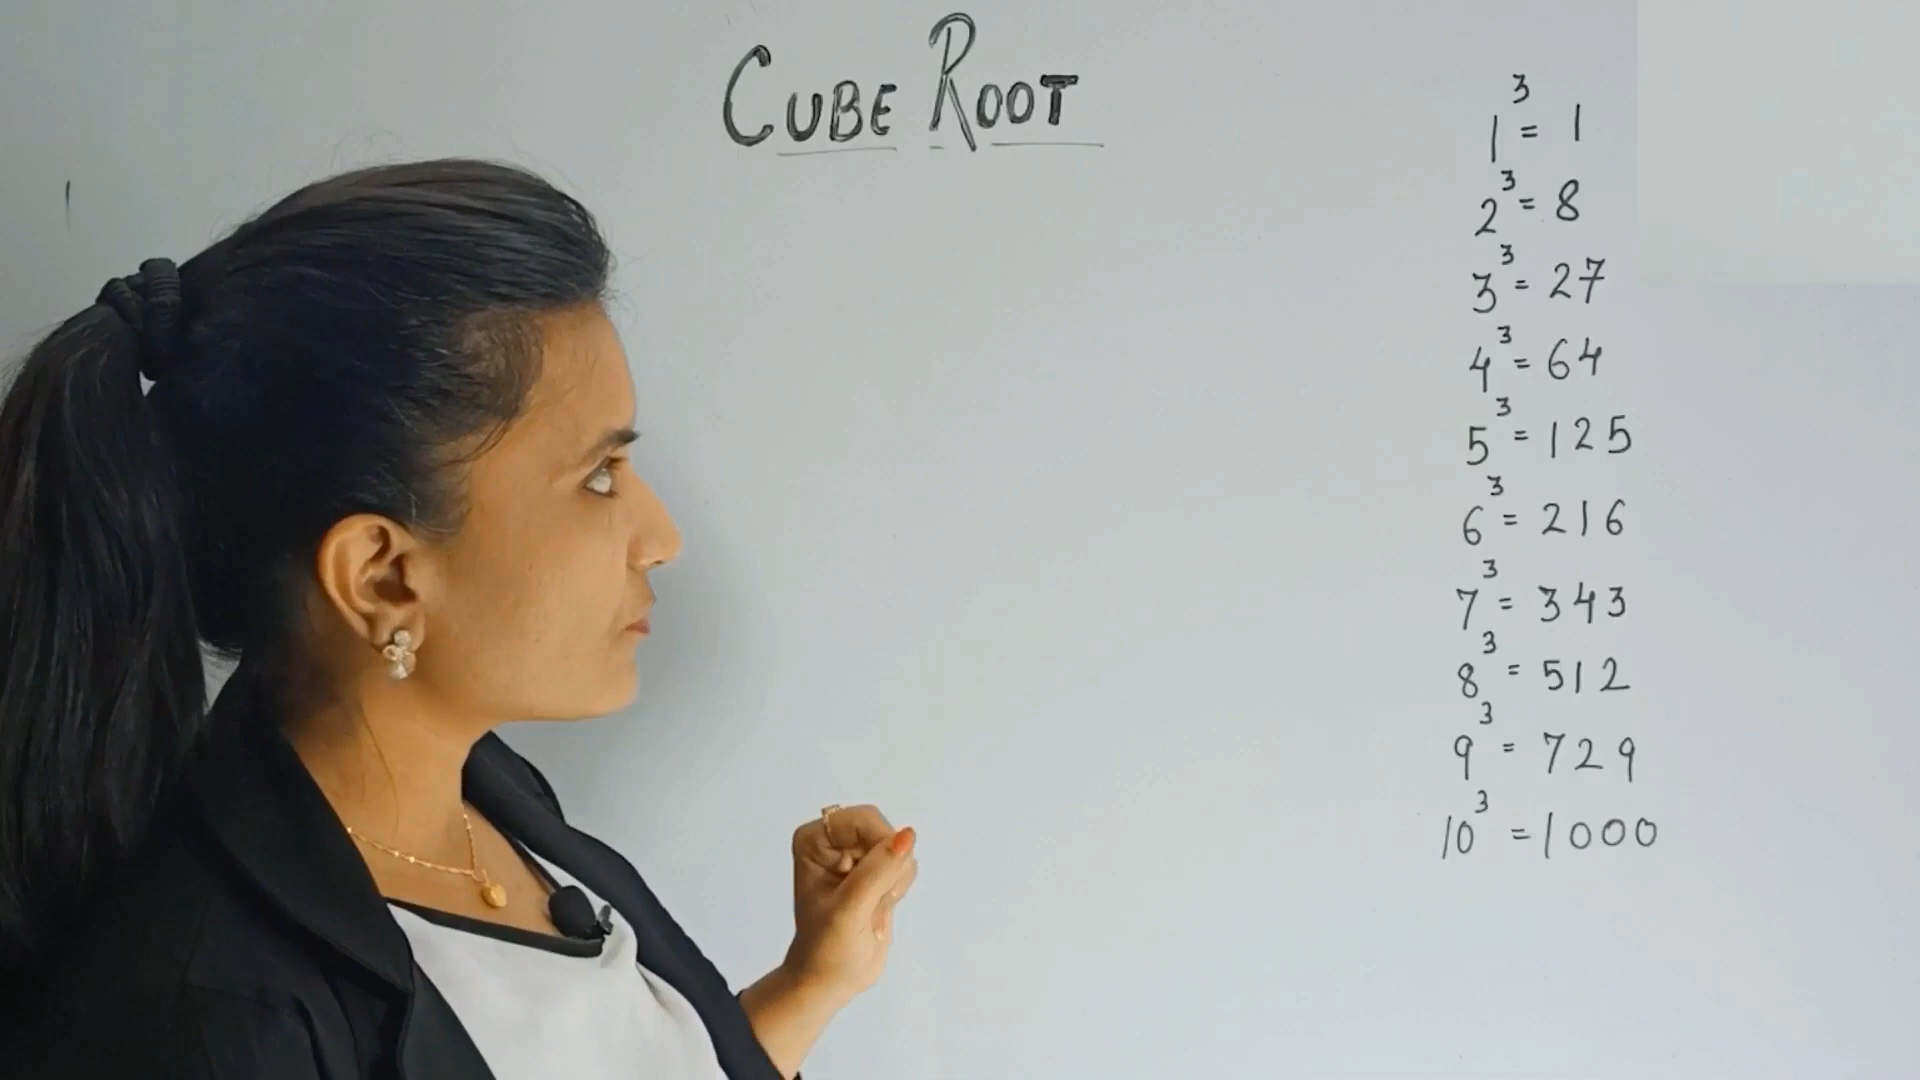 CUBE ROOT
1³ = 1
2³ = 8
3³ = 27
4³ = 64
5³ = 125
6³ = 216
7³ = 343
8³ = 512
9³ = 729
10³ = 1000